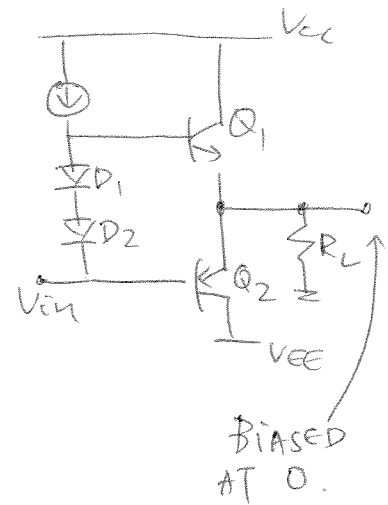 Vcc
Q1
D1
D2
Vin
Q2
RL
VEE
BiASED
AT 0.